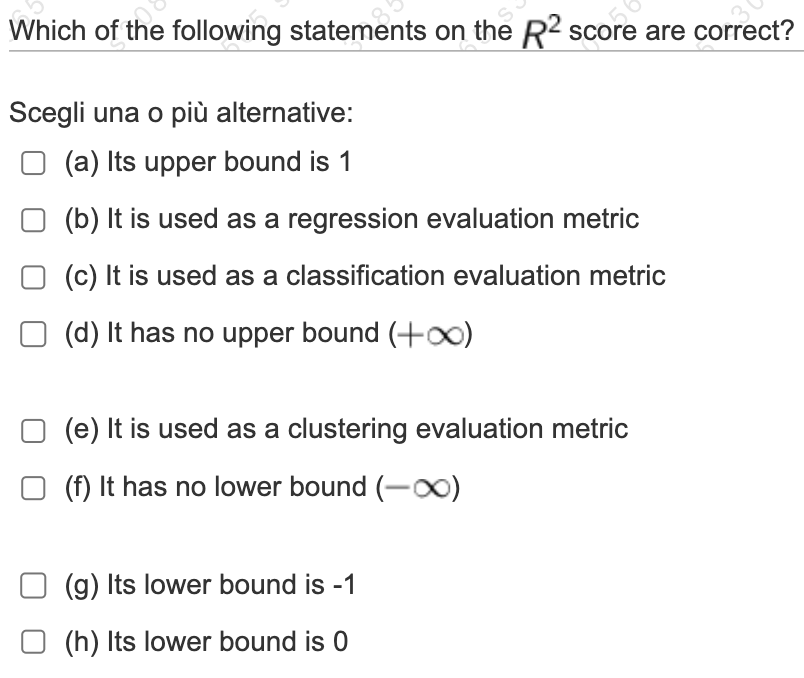 Which of the following statements on the R² score are correct?
Scegli una o più alternative:
(a) Its upper bound is 1
(b) It is used as a regression evaluation metric
(c) It is used as a classification evaluation metric
(d) It has no upper bound (+∞)
(e) It is used as a clustering evaluation metric
(f) It has no lower bound (−∞)
(g) Its lower bound is -1
(h) Its lower bound is 0